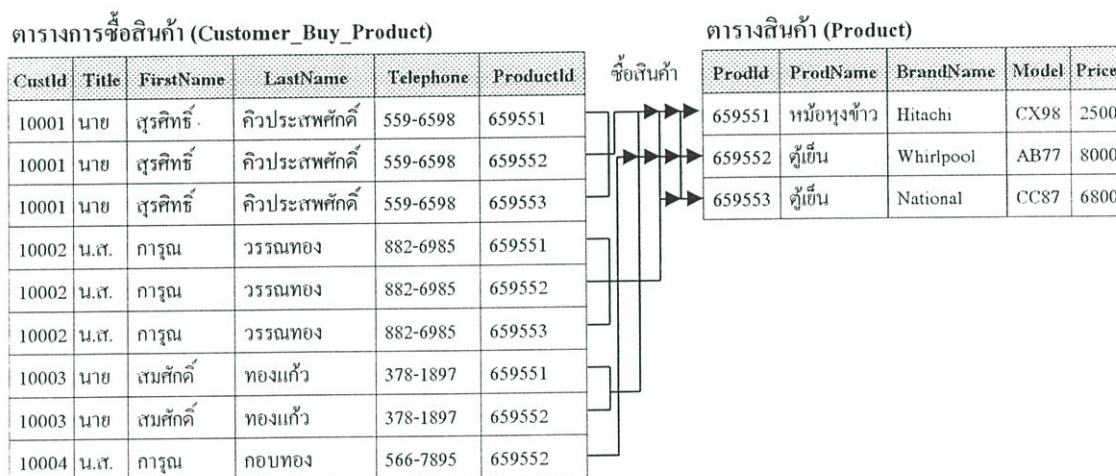 ตารางการซื้อสินค้า (Customer_Buy_Product)
CustId Title FirstName LastName Telephone ProductId
10001 นาย สุรศิทธิ์ คิวประสพศักดิ์ 559-6598 659551
10001 นาย สุรศิทธิ์ คิวประสพศักดิ์ 559-6598 659552
10001 นาย สุรศิทธิ์ คิวประสพศักดิ์ 559-6598 659553
10002 น.ส. การุณ วรรณทอง 882-6985 659551
10002 น.ส. การุณ วรรณทอง 882-6985 659552
10002 น.ส. การุณ วรรณทอง 882-6985 659553
10003 นาย สมศักดิ์ ทองแก้ว 378-1897 659551
10003 นาย สมศักดิ์ ทองแก้ว 378-1897 659552
10004 น.ส. การุณ กอบทอง 566-7895 659552
ซื้อสินค้า
ตารางสินค้า (Product)
ProdId ProdName BrandName Model Price
659551 หม้อหุงข้าว Hitachi CX98 2500
659552 ตู้เย็น Whirlpool AB77 8000
659553 ตู้เย็น National CC87 6800